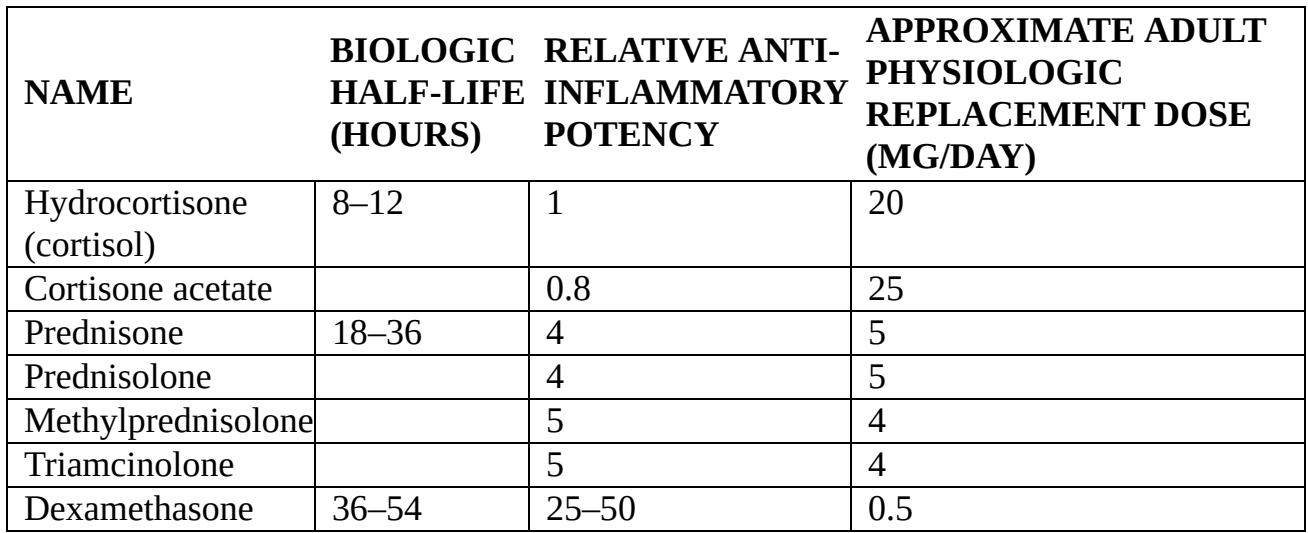 NAME
BIOLOGIC
HALF-LIFE
(HOURS)
RELATIVE ANTI-
INFLAMMATORY
POTENCY
APPROXIMATE ADULT
PHYSIOLOGIC
REPLACEMENT DOSE
(MG/DAY)
Hydrocortisone
(cortisol)
8–12
1
20
Cortisone acetate
0.8
25
Prednisone
18–36
4
5
Prednisolone
4
5
Methylprednisolone
5
4
Triamcinolone
5
4
Dexamethasone
36–54
25–50
0.5